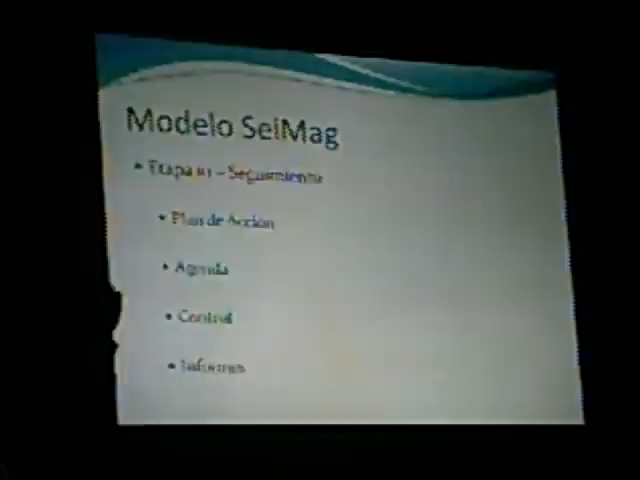 Modelo SeiMag
Etapa – Seguimiento
Plan de Acción
Agenda
Control
Informes